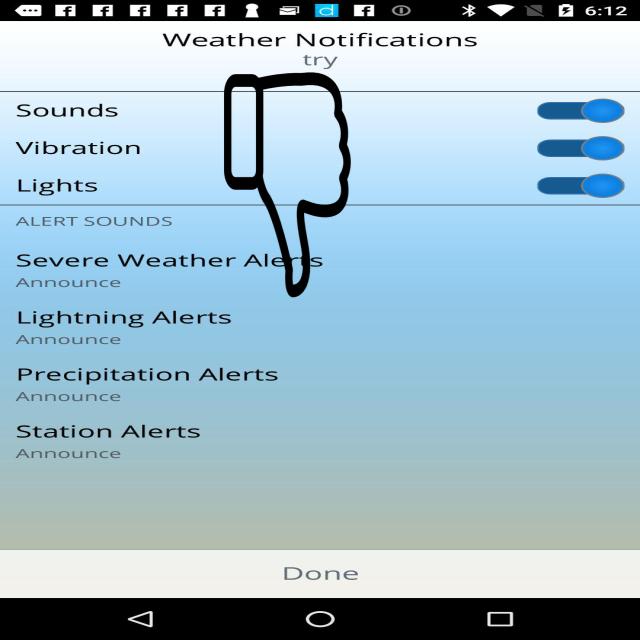 6:12
Weather Notifications
try
Sounds
Vibration
Lights
ALERT SOUNDS
Severe Weather Alerts
Announce
Lightning Alerts
Announce
Precipitation Alerts
Announce
Station Alerts
Announce
Done